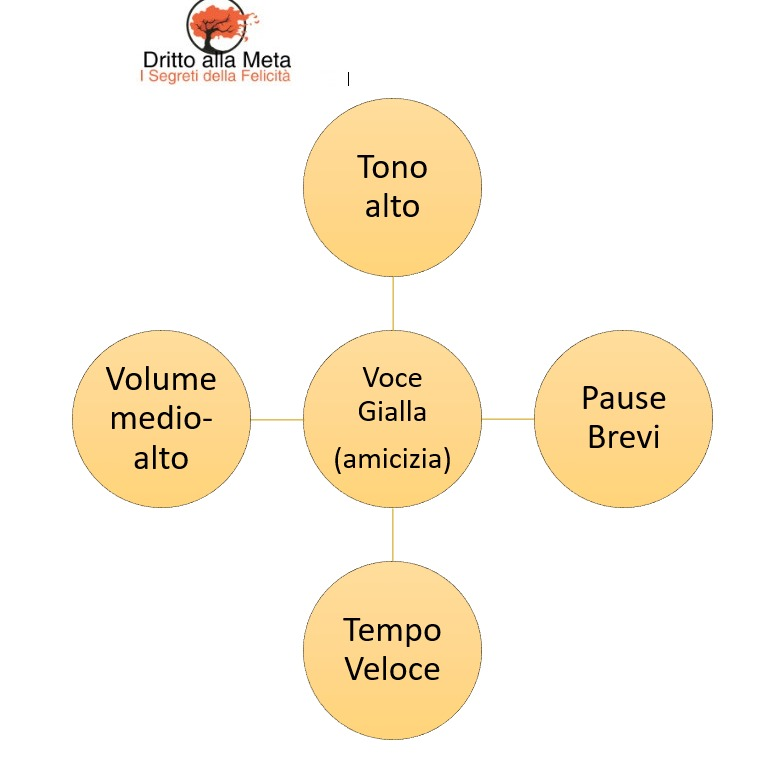 Dritto alla Meta
I Segreti della Felicità
Tono
alto
Volume
medio-
alto
Voce
Gialla
(amicizia)
Pause
Brevi
Tempo
Veloce